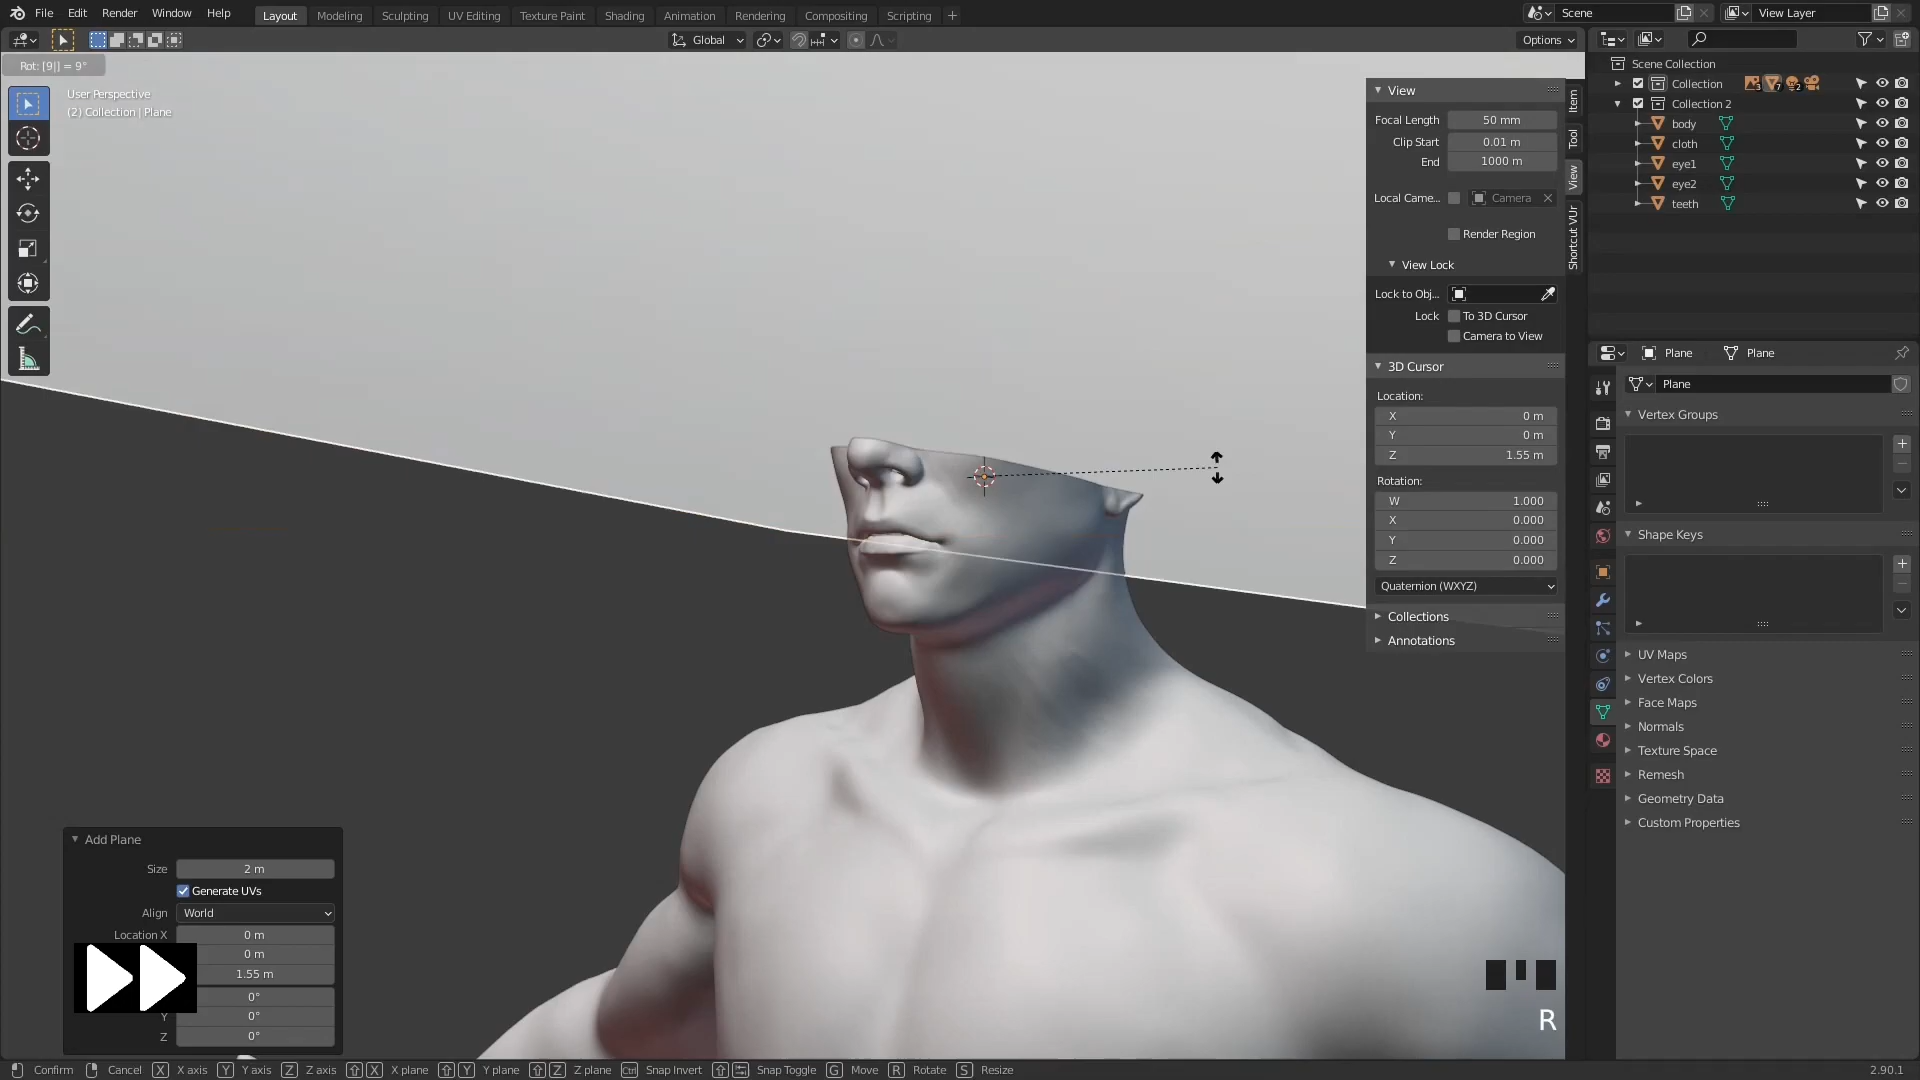 File Edit Render Window Help
Layout Modeling Sculpting UV Editing Texture Paint Shading Animation Rendering Compositing Scripting +
Scene
View Layer
Global
Options
Rot: [9|] = 9°
User Perspective
(2) Collection | Plane
View
Focal Length 50 mm
Clip Start 0.01 m
End 1000 m
Local Came... Camera
Render Region
View Lock
Lock to Obj...
Lock To 3D Cursor
Camera to View
3D Cursor
Location:
X 0 m
Y 0 m
Z 1.55 m
Rotation:
W 1.000
X 0.000
Y 0.000
Z 0.000
Quaternion (WXYZ)
Collections
Annotations
Item
Tool
View
Shortcut VUr
Scene Collection
Collection 3 7 2
Collection 2
body
cloth
eye1
eye2
teeth
Plane Plane
Plane
Vertex Groups
Shape Keys
UV Maps
Vertex Colors
Face Maps
Normals
Texture Space
Remesh
Geometry Data
Custom Properties
Add Plane
Size 2 m
Generate UVs
Align World
Location X 0 m
0 m
1.55 m
0°
Y 0°
Z 0°
R
Confirm Cancel X X axis Y Y axis Z Z axis X X plane Y Y plane Z Z plane Ctrl Snap Invert Snap Toggle G Move R Rotate S Resize
2.90.1